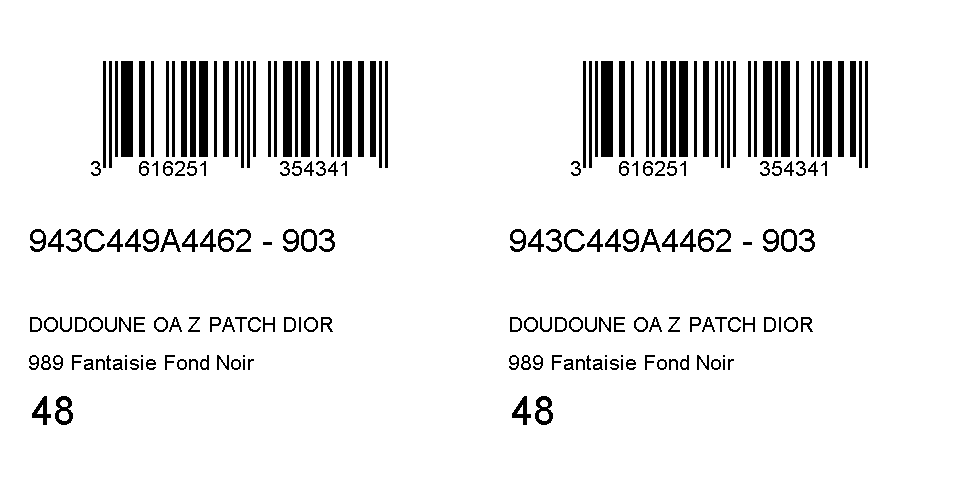 3 616251 354341
943C449A4462 - 903
DOUDOUNE OA Z PATCH DIOR
989 Fantaisie Fond Noir
48
3 616251 354341
943C449A4462 - 903
DOUDOUNE OA Z PATCH DIOR
989 Fantaisie Fond Noir
48